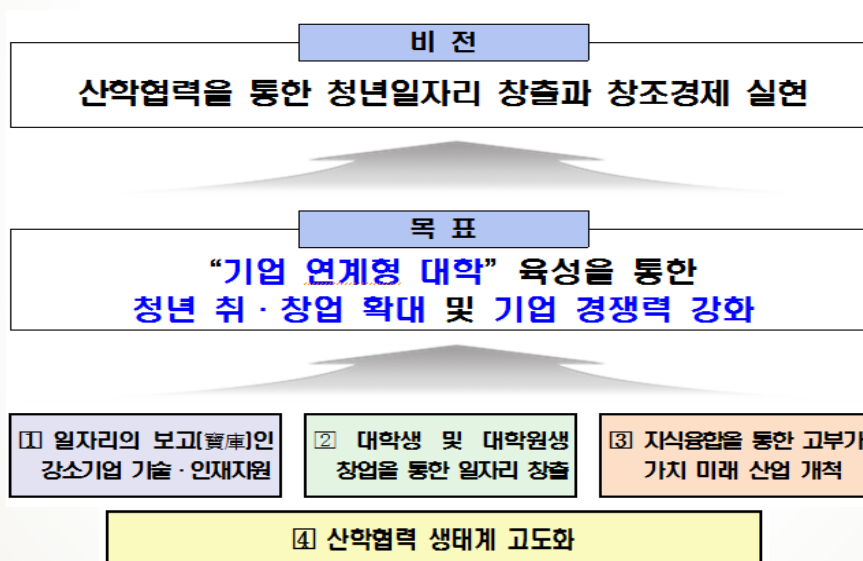 비 전
산학협력을 통한 청년일자리 창출과 창조경제 실현
목 표
“기업 연계형 대학” 육성을 통한
청년 취 · 창업 확대 및 기업 경쟁력 강화
1 일자리의 보고(寶庫)인
강소기업 기술 · 인재지원
2 대학생 및 대학원생
창업을 통한 일자리 창출
3 지식융합을 통한 고부가
가치 미래 산업 개척
4 산학협력 생태계 고도화